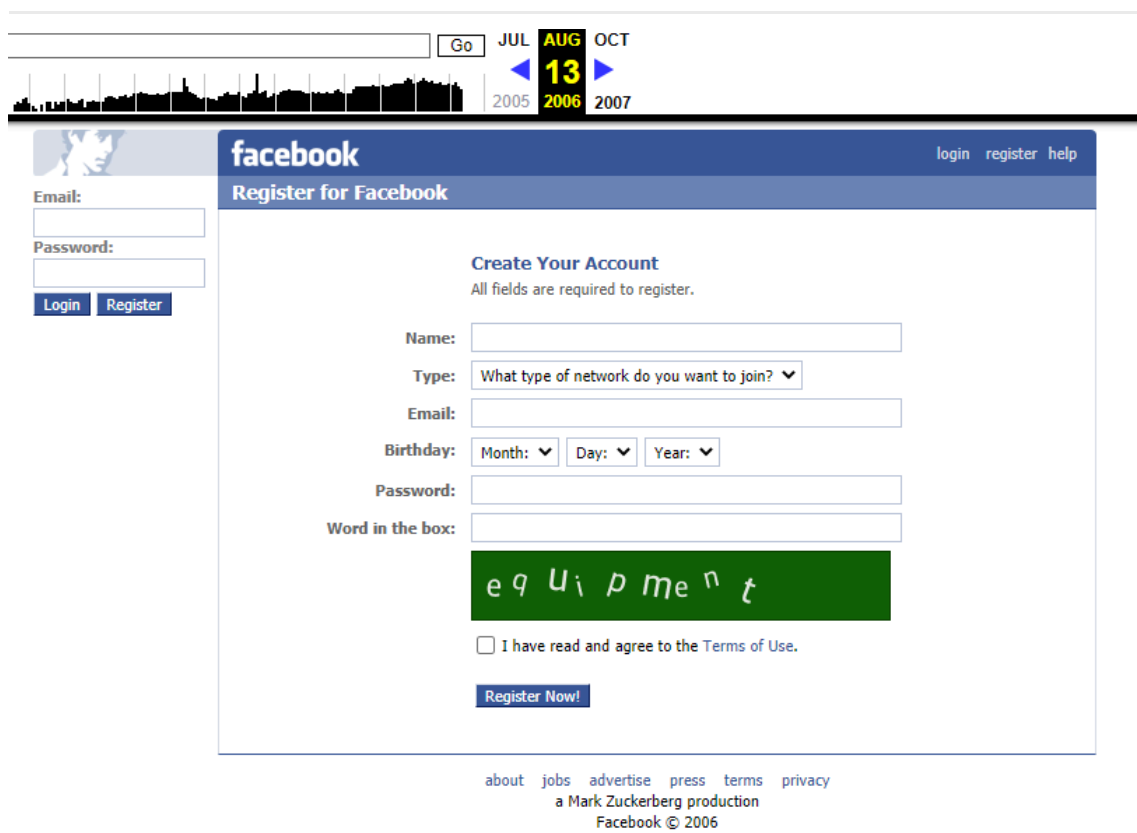 Go JUL AUG OCT
13
2005 2006 2007
facebook
login register help
Register for Facebook
Email:
Password:
Login Register
Create Your Account
All fields are required to register.
Name:
Type: What type of network do you want to join?
Email:
Birthday: Month: Day: Year:
Password:
Word in the box:
equipment
I have read and agree to the Terms of Use.
Register Now!
about jobs advertise press terms privacy
a Mark Zuckerberg production
Facebook © 2006